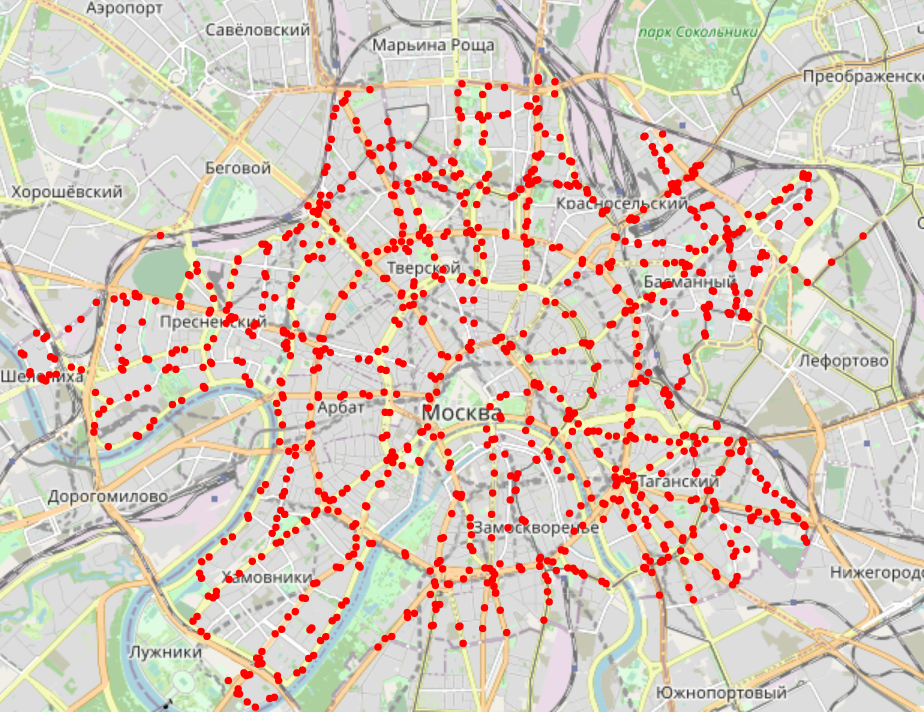 Аэропорт
Савёловский
Марьина Роща
парк Сокольники
Преображенск
Беговой
Хорошёвский
Красносельский
Тверской
Басманный
Пресненский
Шелепиха
Лефортово
Арбат
Москва
Дорогомилово
Таганский
Замоскворечье
Хамовники
Нижегородс
Лужники
Южнопортовый